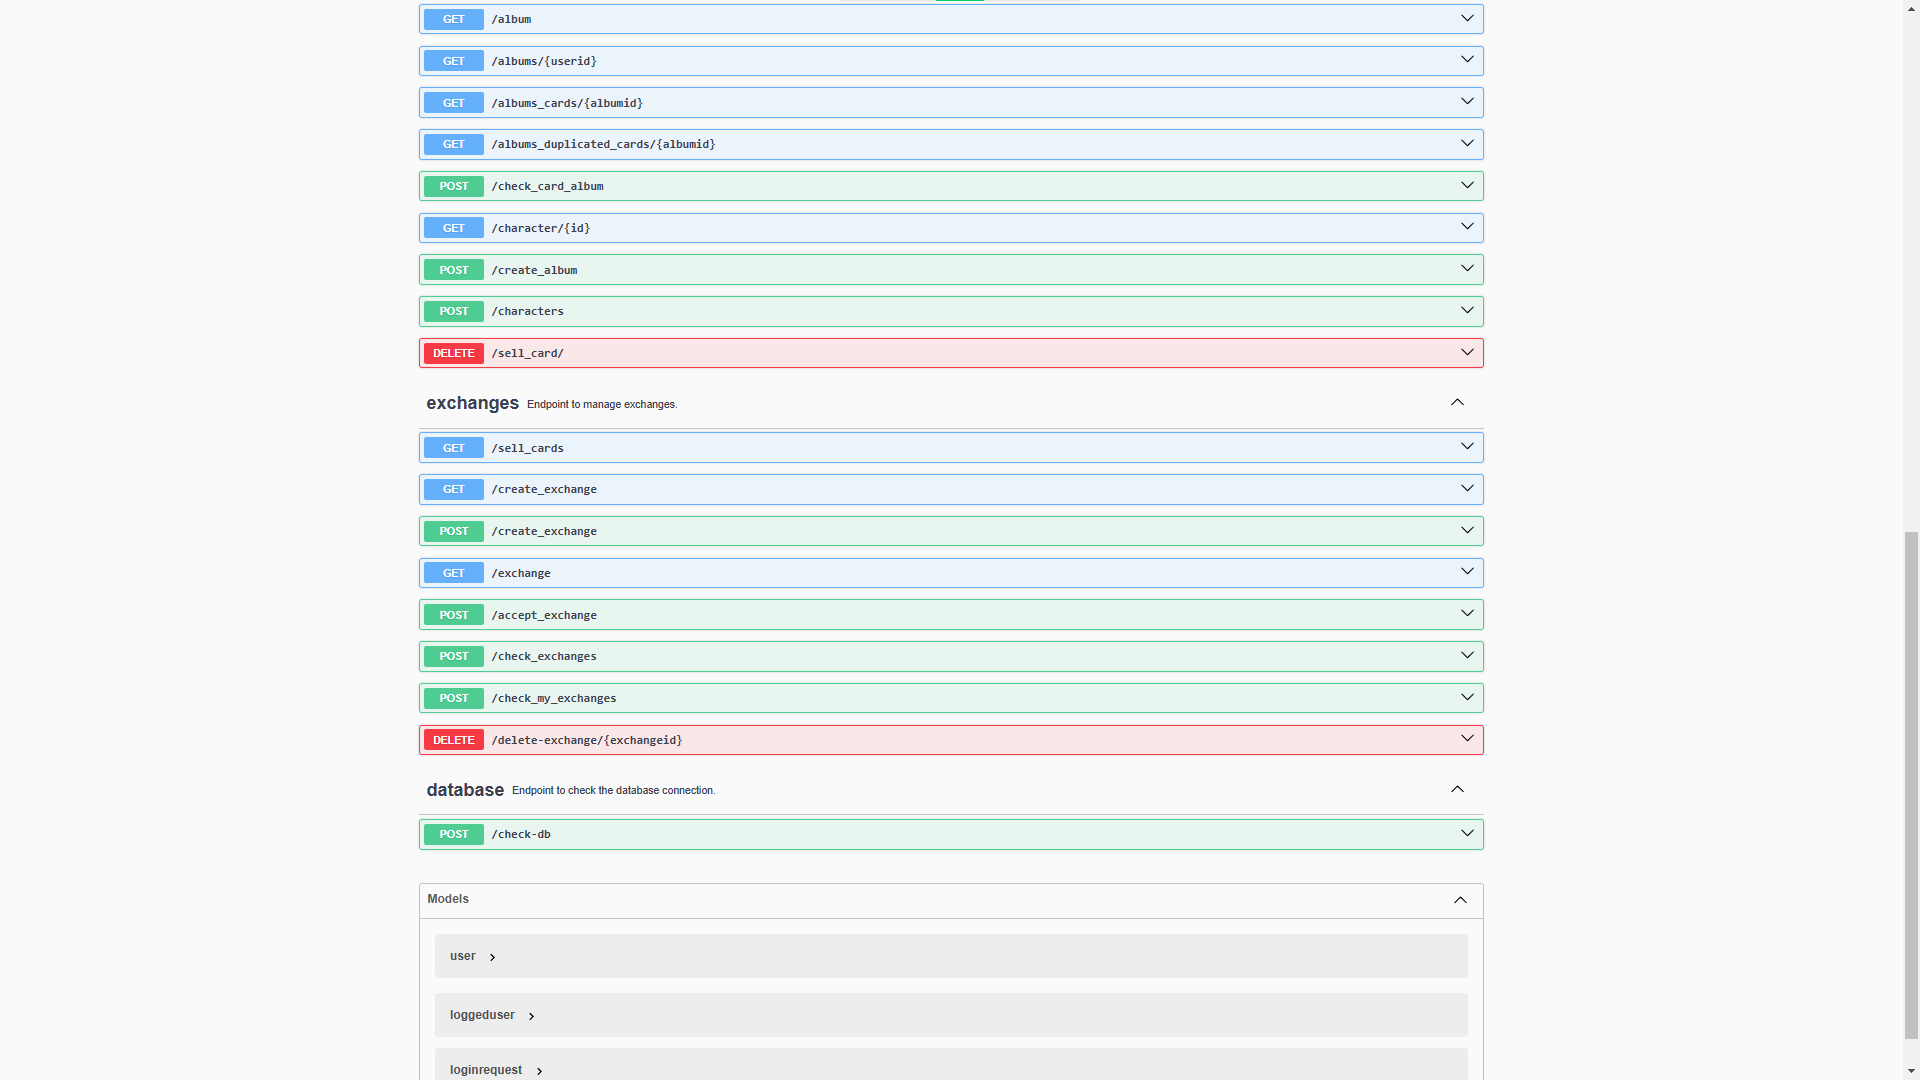 GET /album
GET /albums/{userid}
GET /albums_cards/{albumid}
GET /albums_duplicated_cards/{albumid}
POST /check_card_album
GET /character/{id}
POST /create_album
POST /characters
DELETE /sell_card/
exchanges Endpoint to manage exchanges.
GET /sell_cards
GET /create_exchange
POST /create_exchange
GET /exchange
POST /accept_exchange
POST /check_exchanges
POST /check_my_exchanges
DELETE /delete-exchange/{exchangeid}
database Endpoint to check the database connection.
POST /check-db
Models
user
loggeduser
loginrequest